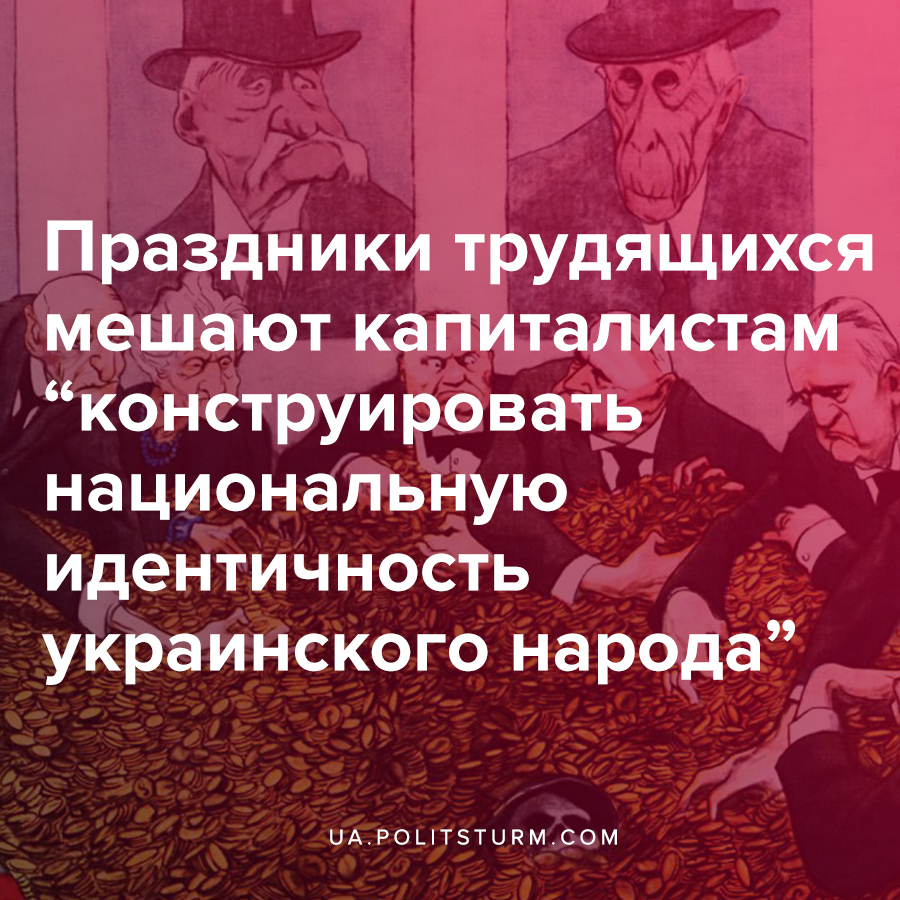 Праздники трудящихся
мешают капиталистам
“конструировать
национальную
идентичность
украинского народа”
UA.POLITSTURM.COM